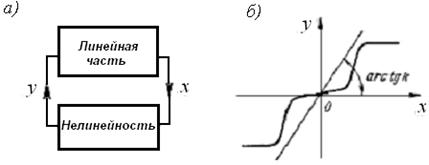 а)
Линейная
часть
y
x
Нелинейность
б)
y
arctgk
0
x